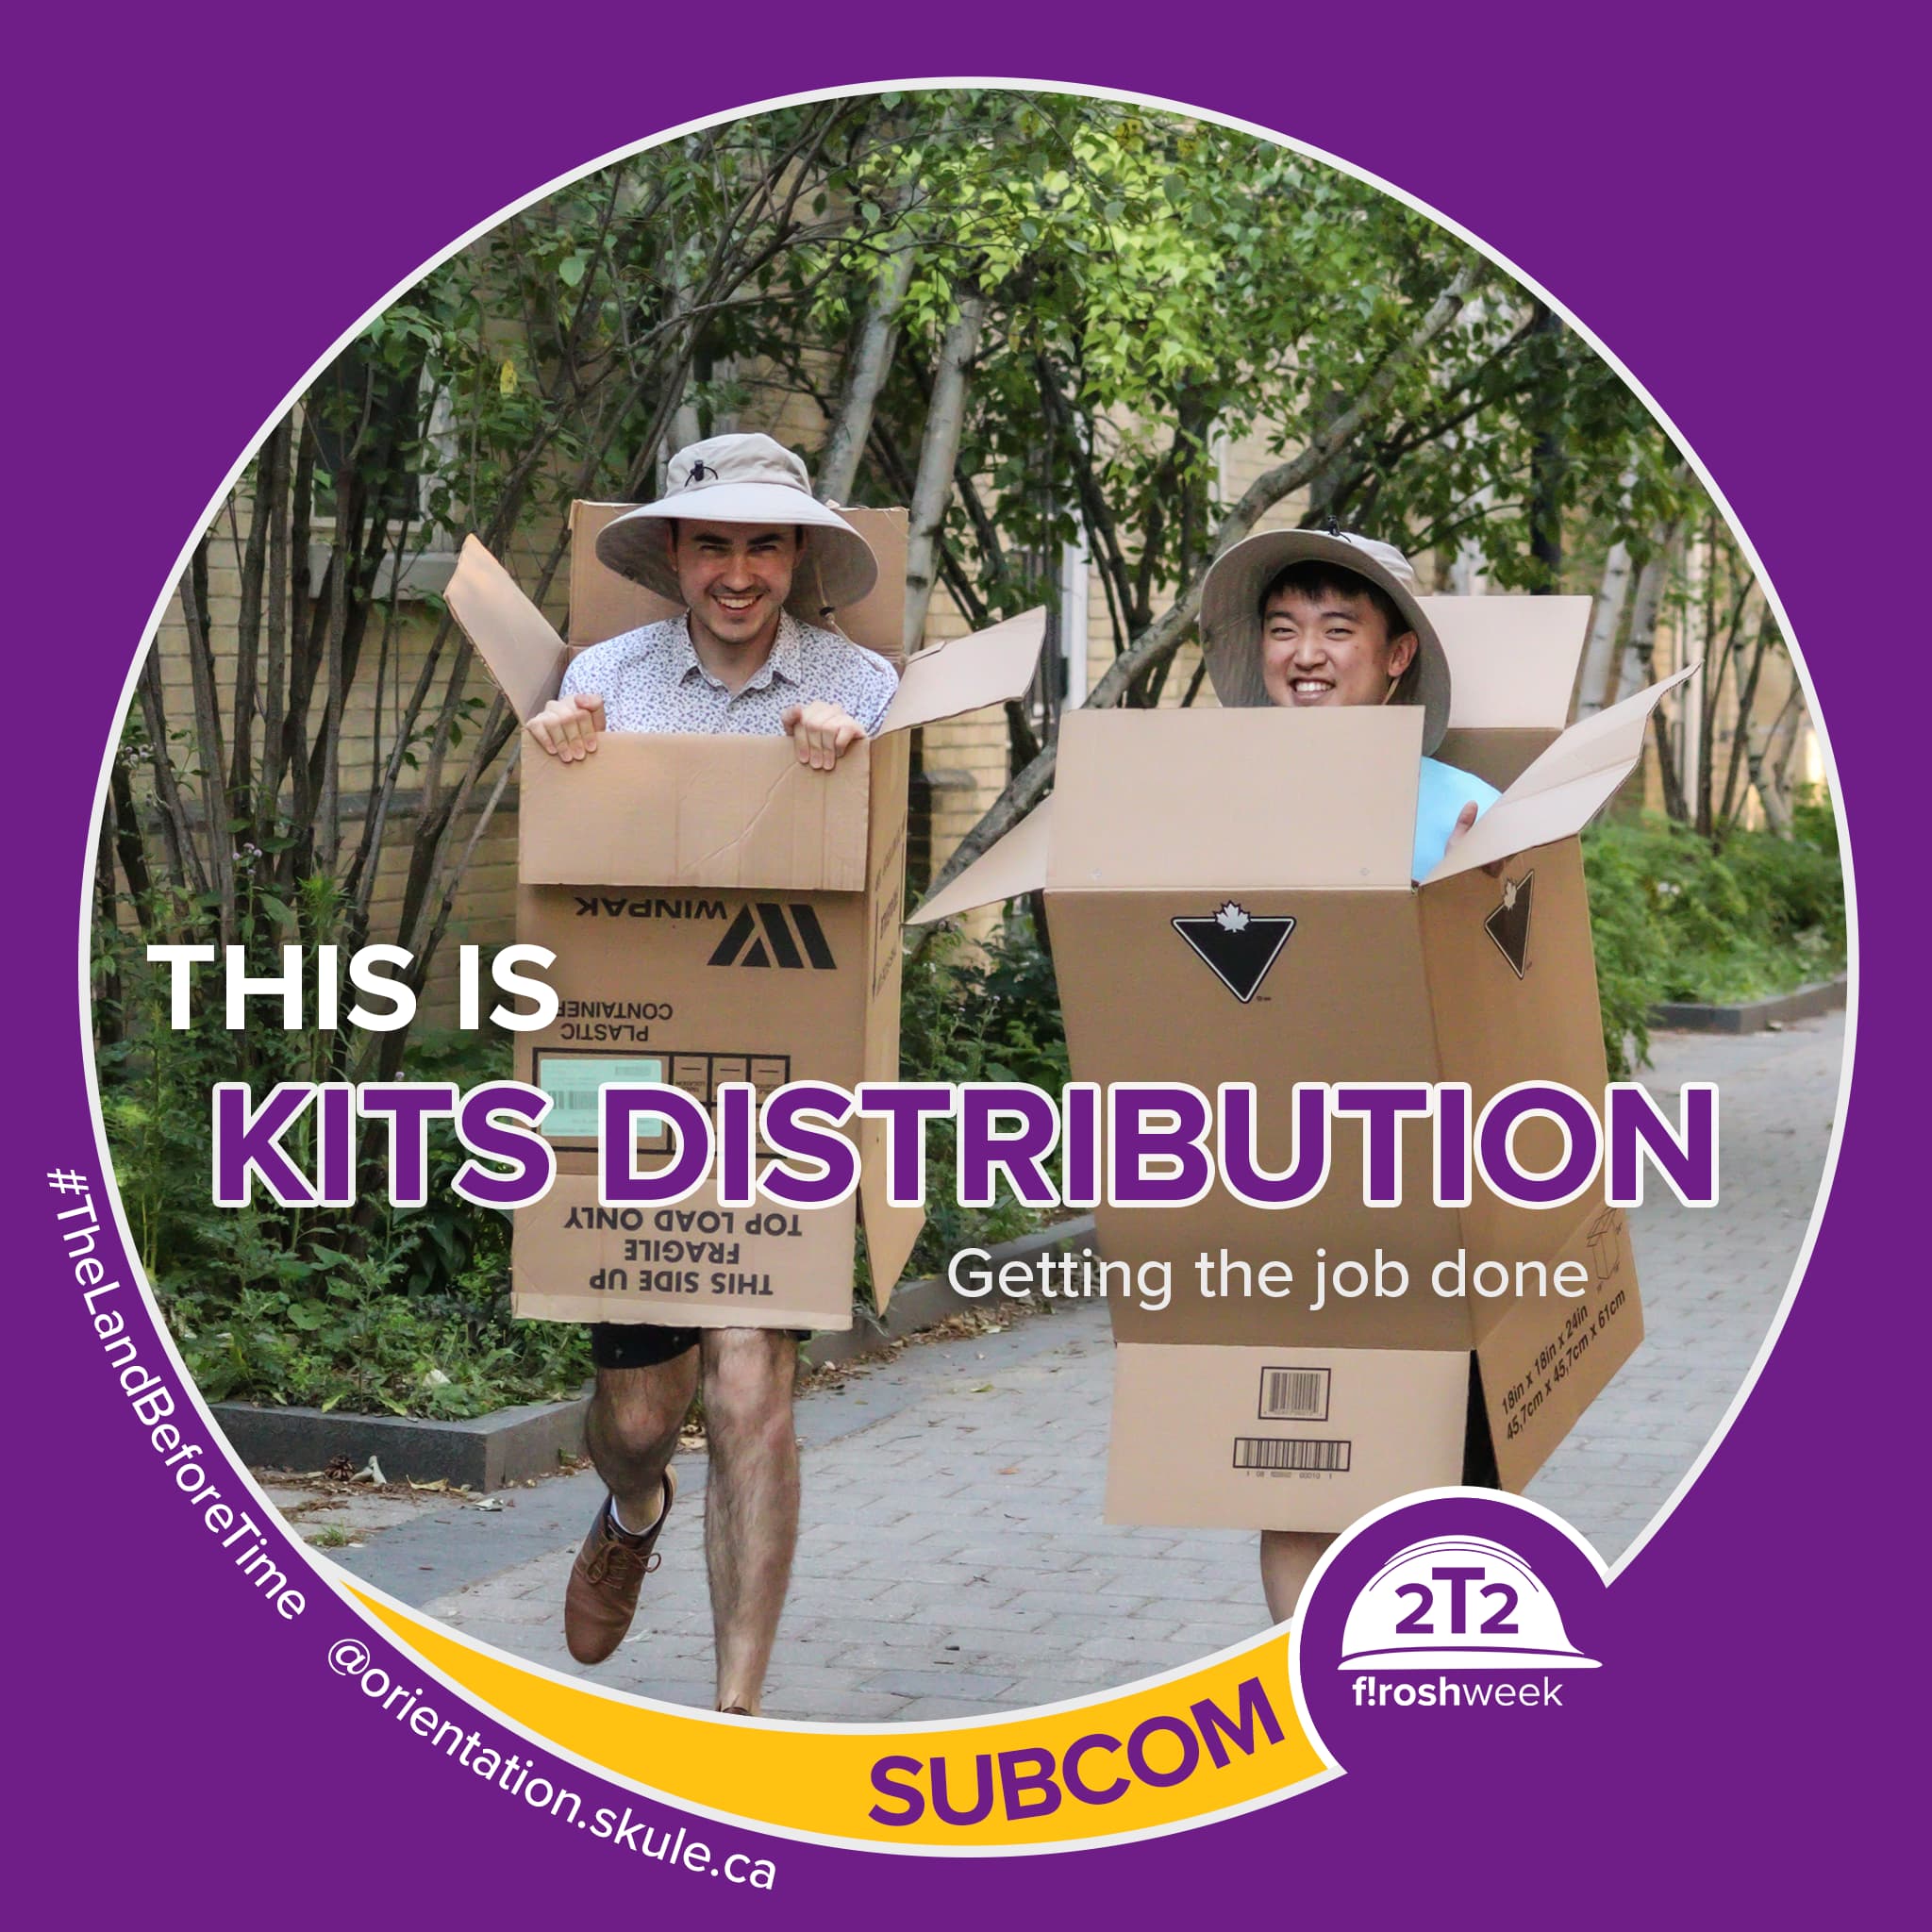 WINPAK
THIS IS
PLASTIC
CONTAINER
KITS DISTRIBUTION
THIS SIDE UP
FRAGILE
TOP LOAD ONLY
Getting the job done
18in x 18in x 24in
45,7cm x 45,7cm x 61cm
#TheLandBeforeTime
@orientation.skule.ca
SUBCOM
2T2
f!roshweek